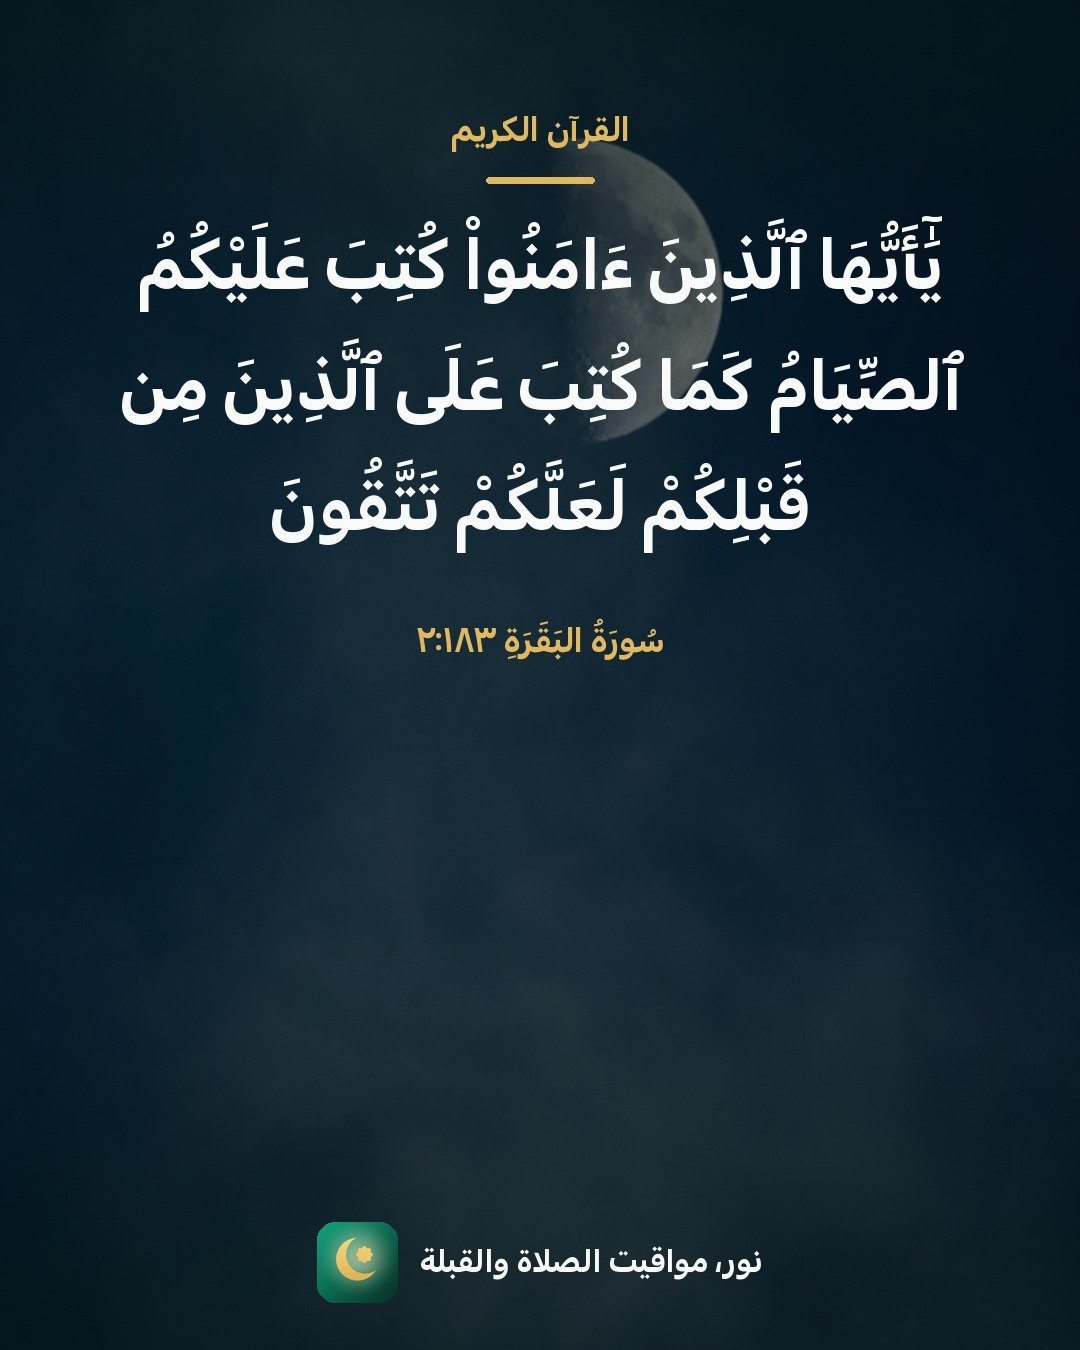 القرآن الكريم
يَٰٓأَيُّهَا ٱلَّذِينَ ءَامَنُوا۟ كُتِبَ عَلَيْكُمُ
ٱلصِّيَامُ كَمَا كُتِبَ عَلَى ٱلَّذِينَ مِن
قَبْلِكُمْ لَعَلَّكُمْ تَتَّقُونَ
سُورَةُ البَقَرَةِ ٢:١٨٣
نور، مواقيت الصلاة والقبلة